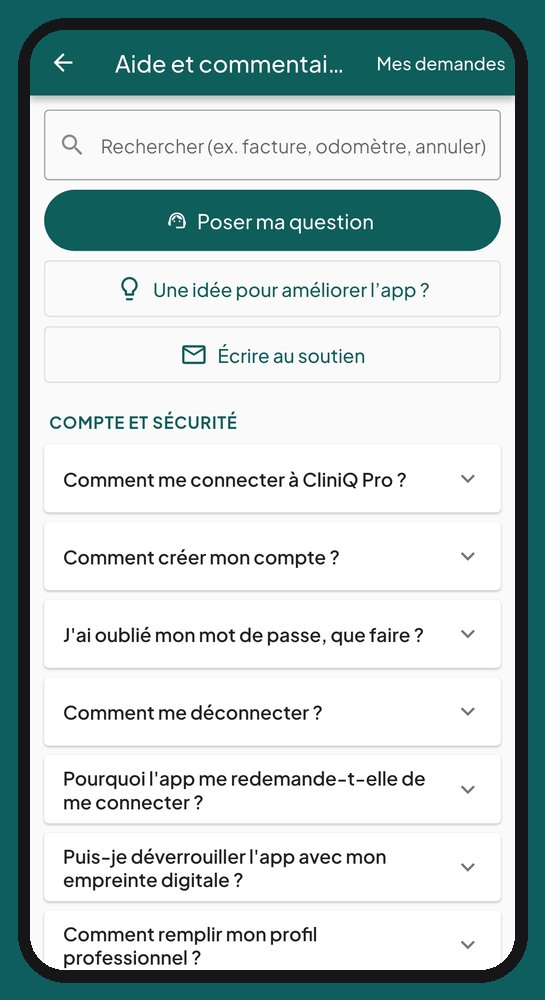 Aide et commentai...
Mes demandes
Rechercher (ex. facture, odomètre, annuler)
Poser ma question
Une idée pour améliorer l’app ?
Écrire au soutien
COMPTE ET SÉCURITÉ
Comment me connecter à CliniQ Pro ?
Comment créer mon compte ?
J'ai oublié mon mot de passe, que faire ?
Comment me déconnecter ?
Pourquoi l'app me redemande-t-elle de
me connecter ?
Puis-je déverrouiller l'app avec mon
empreinte digitale ?
Comment remplir mon profil
professionnel ?